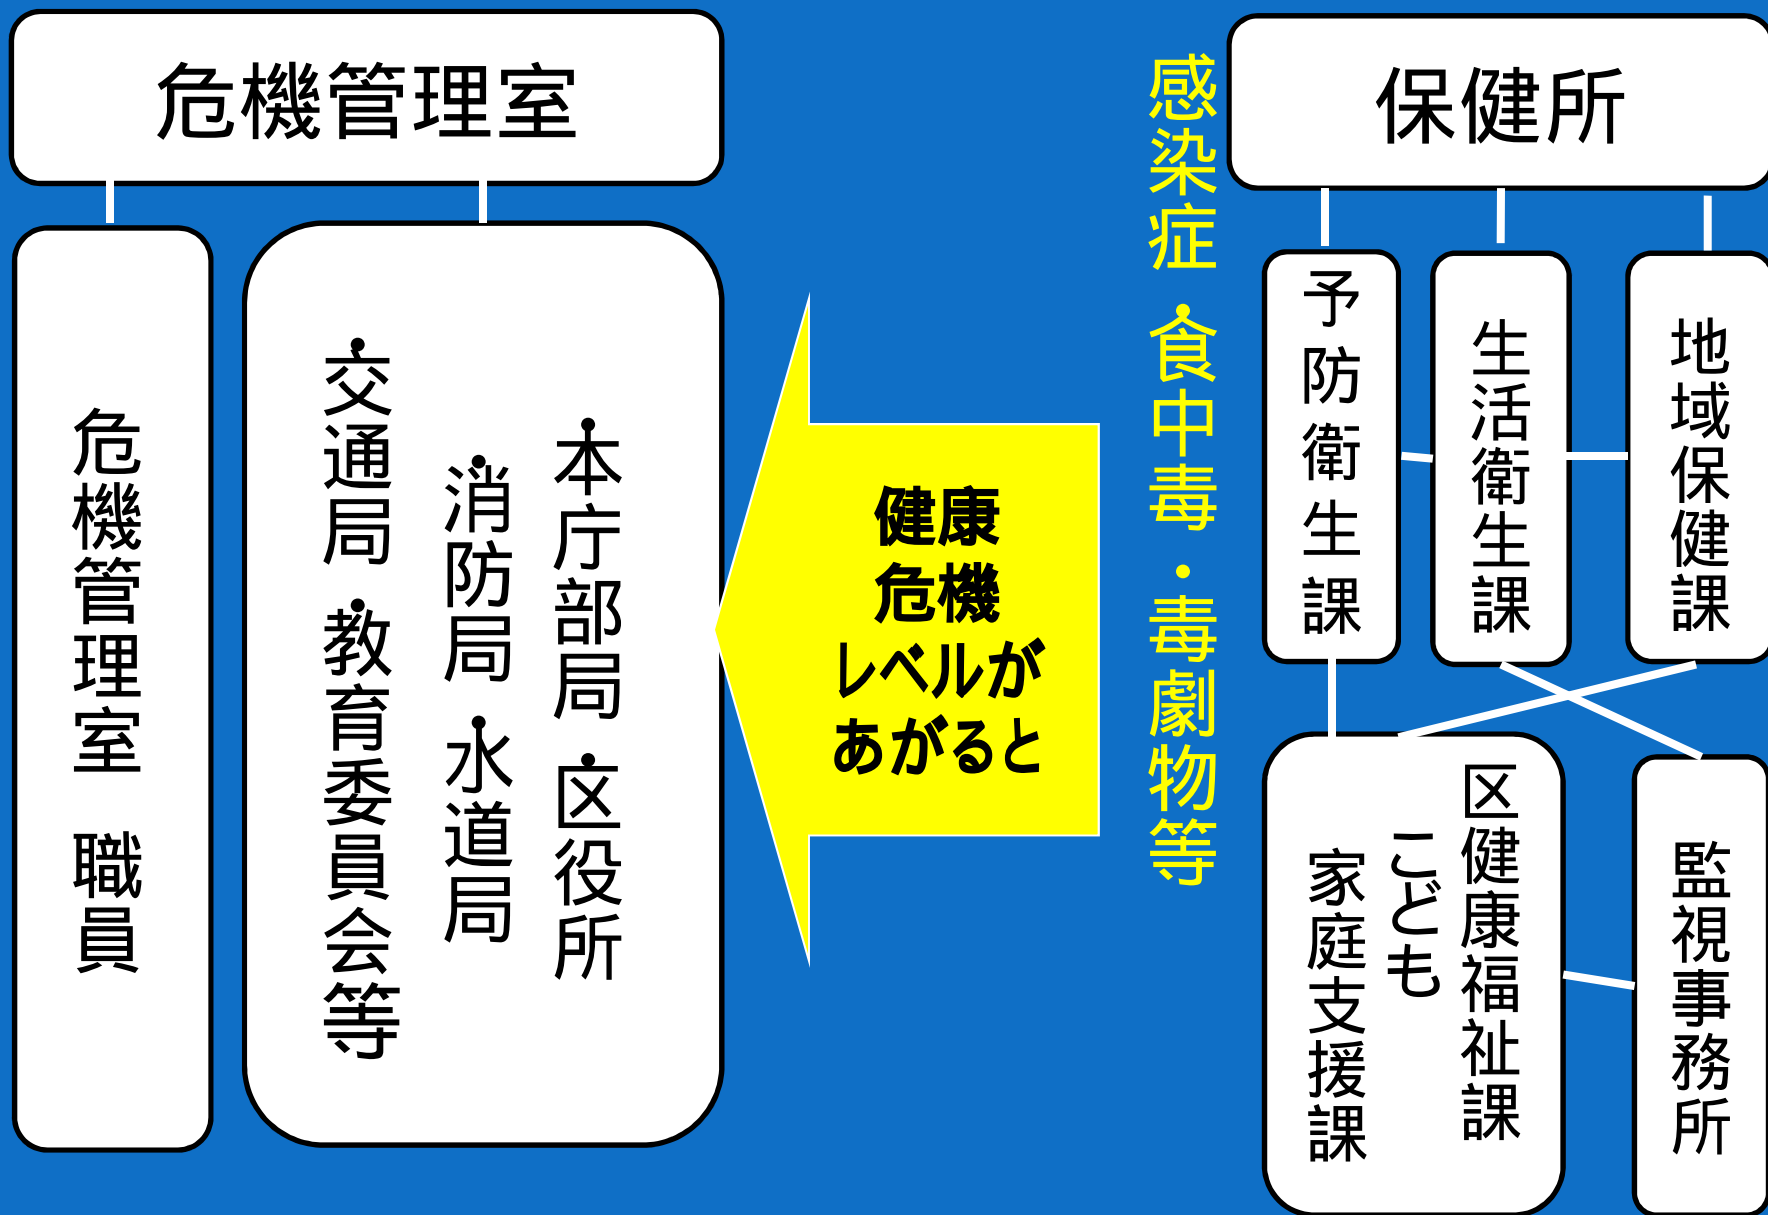 危機管理室
保健所
感染症・食中毒・毒劇物等
予防衛生課
生活衛生課
地域保健課
健康
危機
レベルが
あがると
・本庁部局・区役所
・消防局・水道局
・交通局・教育委員会等
危機管理室 職員
区健康福祉課
こども
家庭支援課
監視事務所